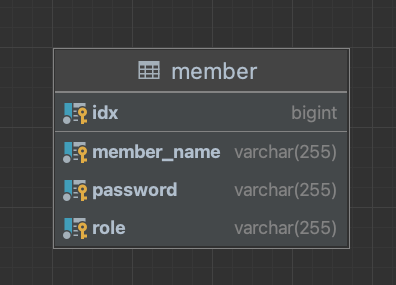 member
idx bigint
member_name varchar(255)
password varchar(255)
role varchar(255)